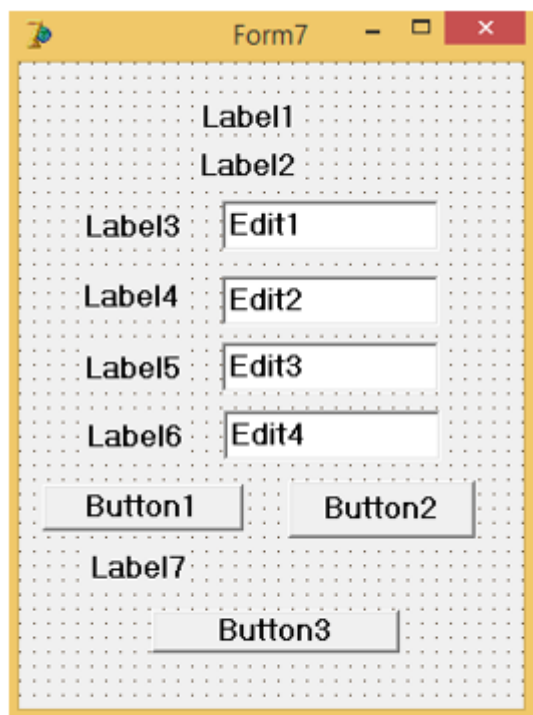 Form7
Label1
Label2
Label3 Edit1
Label4 Edit2
Label5 Edit3
Label6 Edit4
Button1 Button2
Label7
Button3